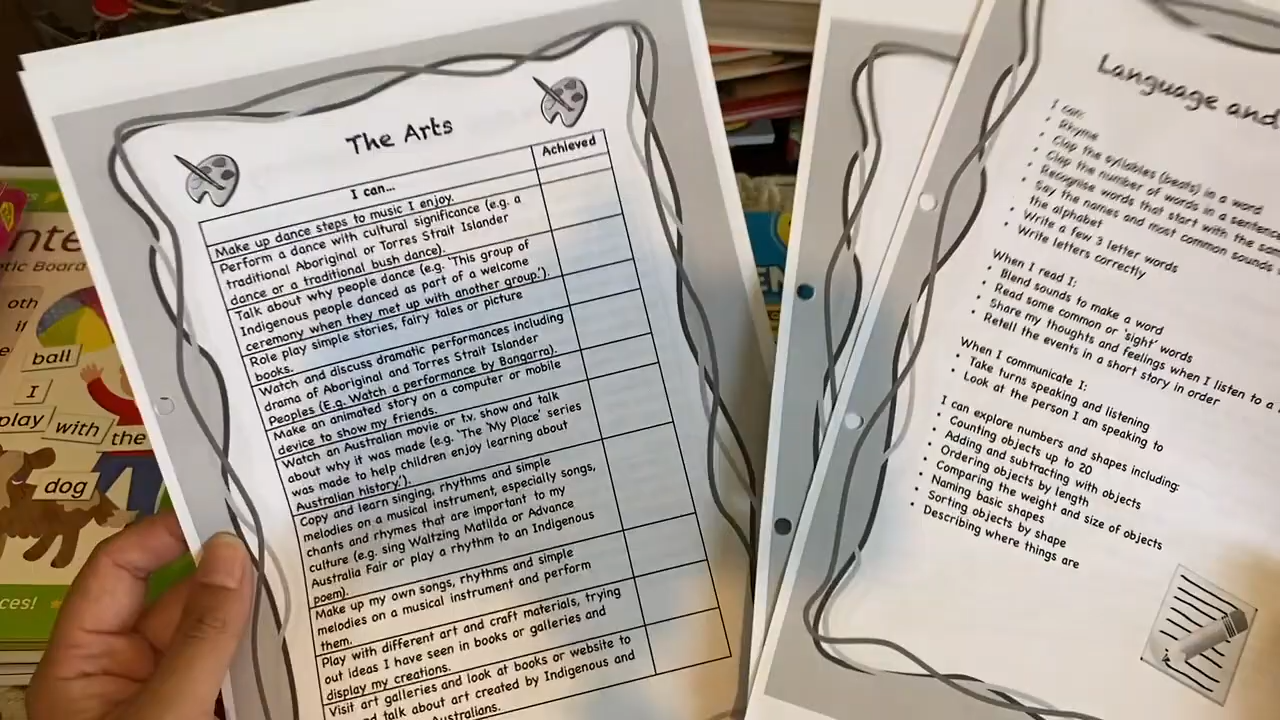 The Arts
I can...
Achieved
Make up dance steps to music I enjoy.
Perform a dance with cultural significance (e.g. a
traditional Aboriginal or Torres Strait Islander
dance or a traditional bush dance).
Talk about why people dance (e.g. 'This group of
Indigenous people danced as part of a welcome
ceremony when they met up with another group.').
Role play simple stories, fairy tales or picture
books.
Watch and discuss dramatic performances including
drama of Aboriginal and Torres Strait Islander
Peoples (E.g. Watch a performance by Bangarra).
Make an animated story on a computer or mobile
device to show my friends.
Watch an Australian movie or t.v. show and talk
about why it was made (e.g. 'The 'My Place' series
was made to help children enjoy learning about
Australian history.').
Copy and learn singing, rhythms and simple
melodies on a musical instrument, especially songs,
chants and rhymes that are important to my
culture (e.g. sing Waltzing Matilda or Advance
Australia Fair or play a rhythm to an Indigenous
poem).
Make up my own songs, rhythms and simple
melodies on a musical instrument and perform
them.
Play with different art and craft materials, trying
out ideas I have seen in books or galleries and
display my creations.
Visit art galleries and look at books or website to
talk about art created by Indigenous and
Australians.
Language and
I can:
• Rhyme
• Clap the syllables (beats) in a word
• Clap the number of words in a sentence
• Recognise words that start with the same
• Say the names and most common sounds
the alphabet
• Write a few 3 letter words
• Write letters correctly
When I read I:
• Blend sounds to make a word
• Read some common or 'sight' words
• Share my thoughts and feelings when I listen to a
• Retell the events in a short story in order
When I communicate I:
• Take turns speaking and listening
• Look at the person I am speaking to
I can explore numbers and shapes including:
• Counting objects up to 20
• Adding and subtracting with objects
• Ordering objects by length
• Comparing the weight and size of objects
• Naming basic shapes
• Sorting objects by shape
• Describing where things are
ball
I
play with the
dog